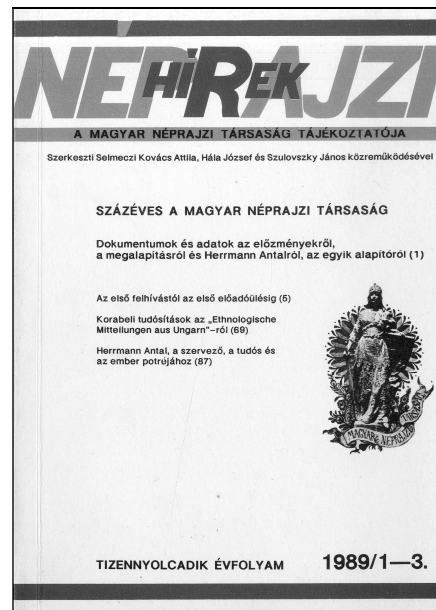 NÉPRAJZI
HÍREK
A MAGYAR NÉPRAJZI TÁRSASÁG TÁJÉKOZTATÓJA
Szerkeszti Selmeczi Kovács Attila, Hála József és Szulovszky János közreműködésével
SZÁZÉVES A MAGYAR NÉPRAJZI TÁRSASÁG
Dokumentumok és adatok az előzményekről,
a megalapításról és Herrmann Antalról, az egyik alapítóról (1)
Az első felhívástól az első előadóülésig (5)
Korabeli tudósítások az „Ethnologische
Mitteilungen aus Ungarn”-ról (69)
Herrmann Antal, a szervező, a tudós és
az ember potréjához (87)
MAGYAR NÉPRAJZI TÁRSASÁG
TIZENNYOLCADIK ÉVFOLYAM 1989/1—3.